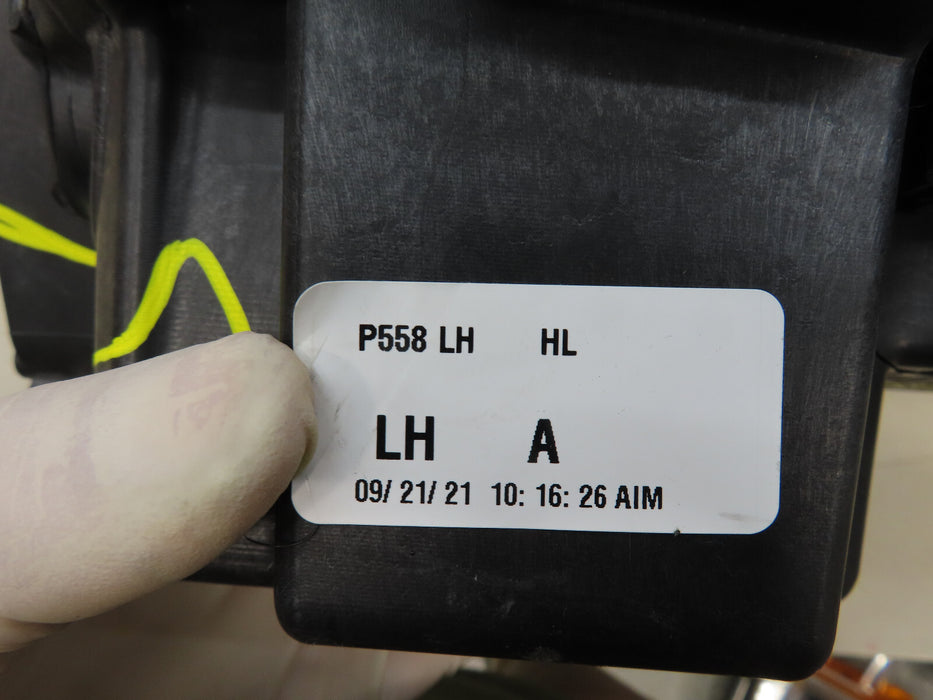 P558 LH HL
LH A
09/ 21/ 21 10: 16: 26 AIM